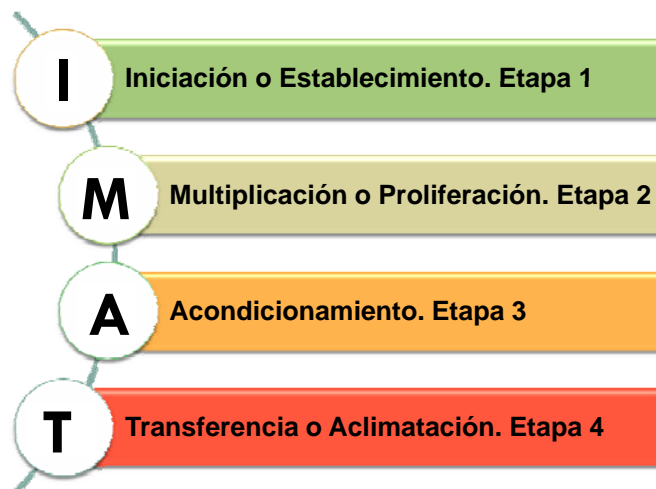 I
Iniciación o Establecimiento. Etapa 1
M
Multiplicación o Proliferación. Etapa 2
A
Acondicionamiento. Etapa 3
T
Transferencia o Aclimatación. Etapa 4